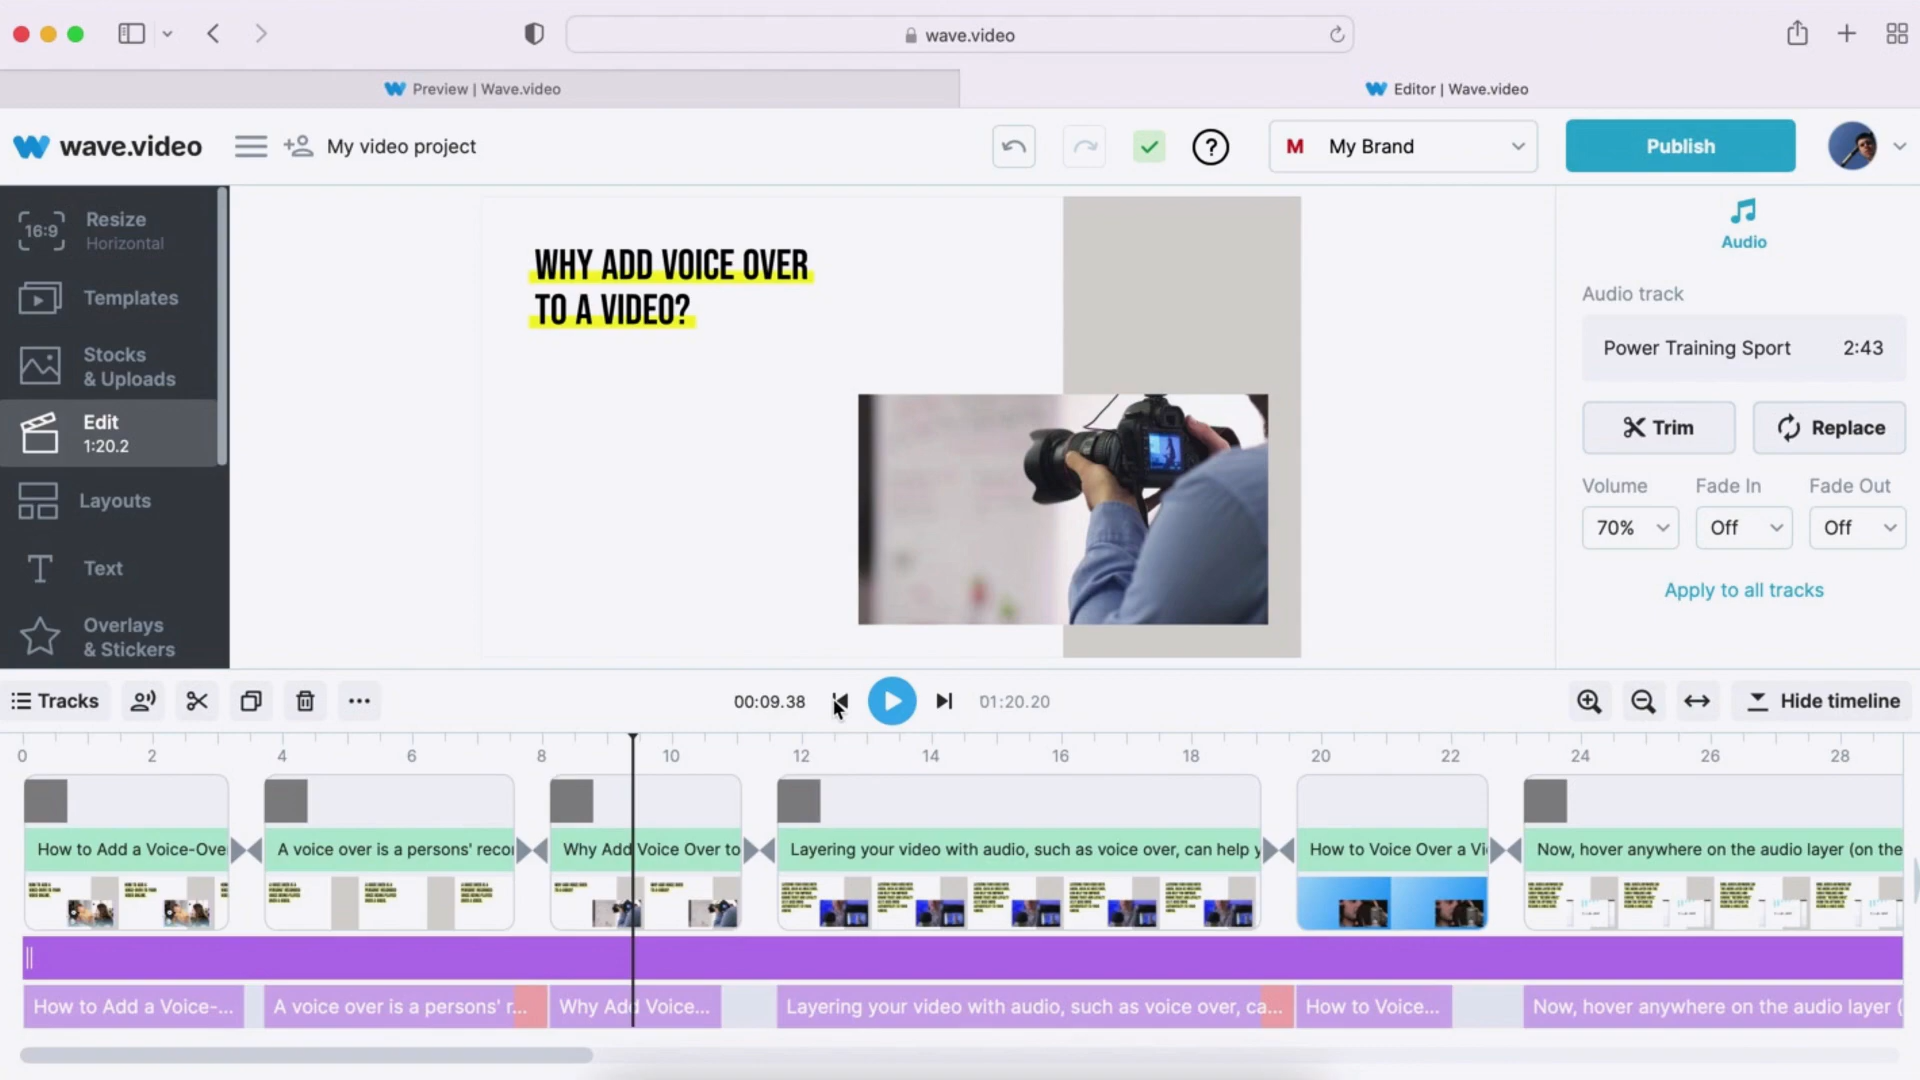 wave.video
Preview | Wave.video
Editor | Wave.video
wave.video
My video project
?
M My Brand
Publish
16:9
Resize
Horizontal
Templates
Stocks
& Uploads
Edit
1:20.2
Layouts
Text
Overlays
& Stickers
WHY ADD VOICE OVER
TO A VIDEO?
Audio
Audio track
Power Training Sport 2:43
Trim
Replace
Volume Fade In Fade Out
70% Off Off
Apply to all tracks
Tracks
00:09.38
01:20.20
Hide timeline
0 2 4 6 8 10 12 14 16 18 20 22 24 26 28
How to Add a Voice-Ove
A voice over is a persons' reco
Why Add Voice Over to
Layering your video with audio, such as voice over, can help y
How to Voice Over a Vi
Now, hover anywhere on the audio layer (on the
How to Add a Voice-...
A voice over is a persons' r...
Why Add Voice...
Layering your video with audio, such as voice over, ca...
How to Voice...
Now, hover anywhere on the audio layer (